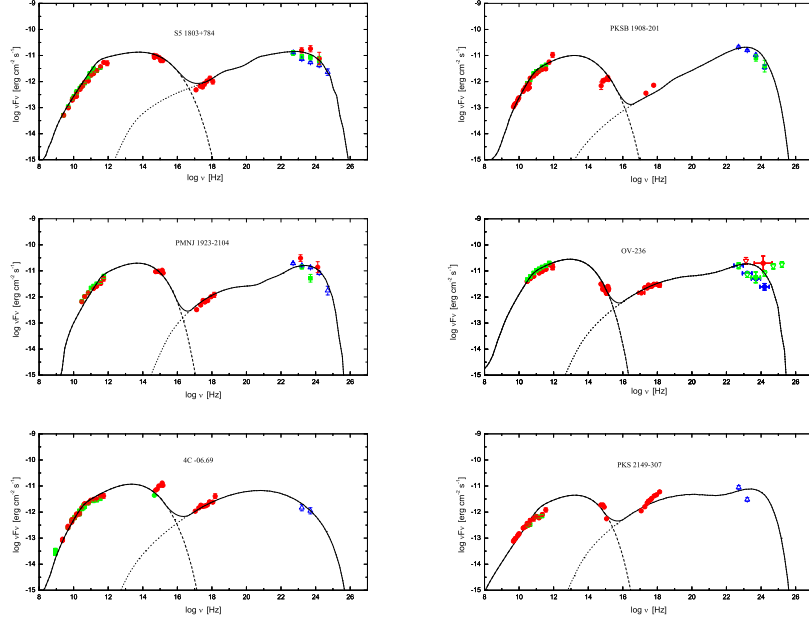 S5 1803+784
-9
-10
-11
-12
-13
-14
-15
log νFν [erg cm⁻² s⁻¹]
8 10 12 14 16 18 20 22 24 26
log ν [Hz]
PKSB 1908-201
-9
-10
-11
-12
-13
-14
-15
log νFν [erg cm⁻² s⁻¹]
8 10 12 14 16 18 20 22 24 26
log ν [Hz]
PMNJ 1923-2104
-9
-10
-11
-12
-13
-14
-15
log νFν [erg cm⁻² s⁻¹]
8 10 12 14 16 18 20 22 24 26
log ν [Hz]
OV-236
-9
-10
-11
-12
-13
-14
-15
log νFν [erg cm⁻² s⁻¹]
8 10 12 14 16 18 20 22 24 26
log ν [Hz]
4C -06.69
-9
-10
-11
-12
-13
-14
-15
log νFν [erg cm⁻² s⁻¹]
8 10 12 14 16 18 20 22 24 26
log ν [Hz]
PKS 2149-307
-9
-10
-11
-12
-13
-14
-15
log νFν [erg cm⁻² s⁻¹]
8 10 12 14 16 18 20 22 24 26
log ν [Hz]